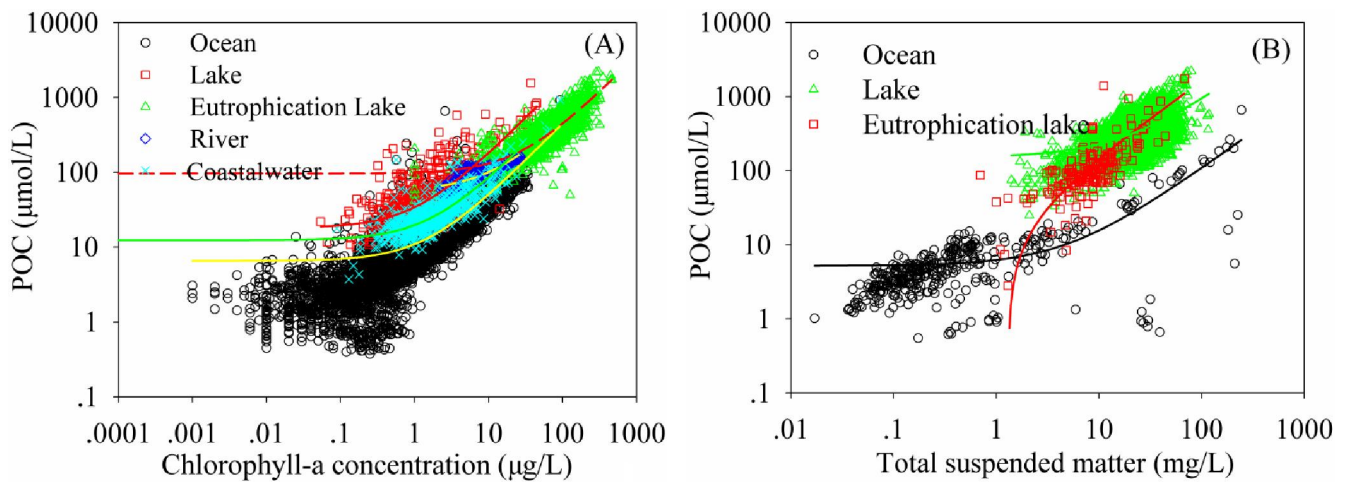 10000
1000
100
10
1
.1
POC (µmol/L)
(A)
Ocean
Lake
Eutrophication Lake
River
Coastalwater
.0001 .001 .01 .1 1 10 100 1000
Chlorophyll-a concentration (µg/L)
10000
1000
100
10
1
.1
POC (µmol/L)
(B)
Ocean
Lake
Eutrophication lake
.01 .1 1 10 100 1000
Total suspended matter (mg/L)